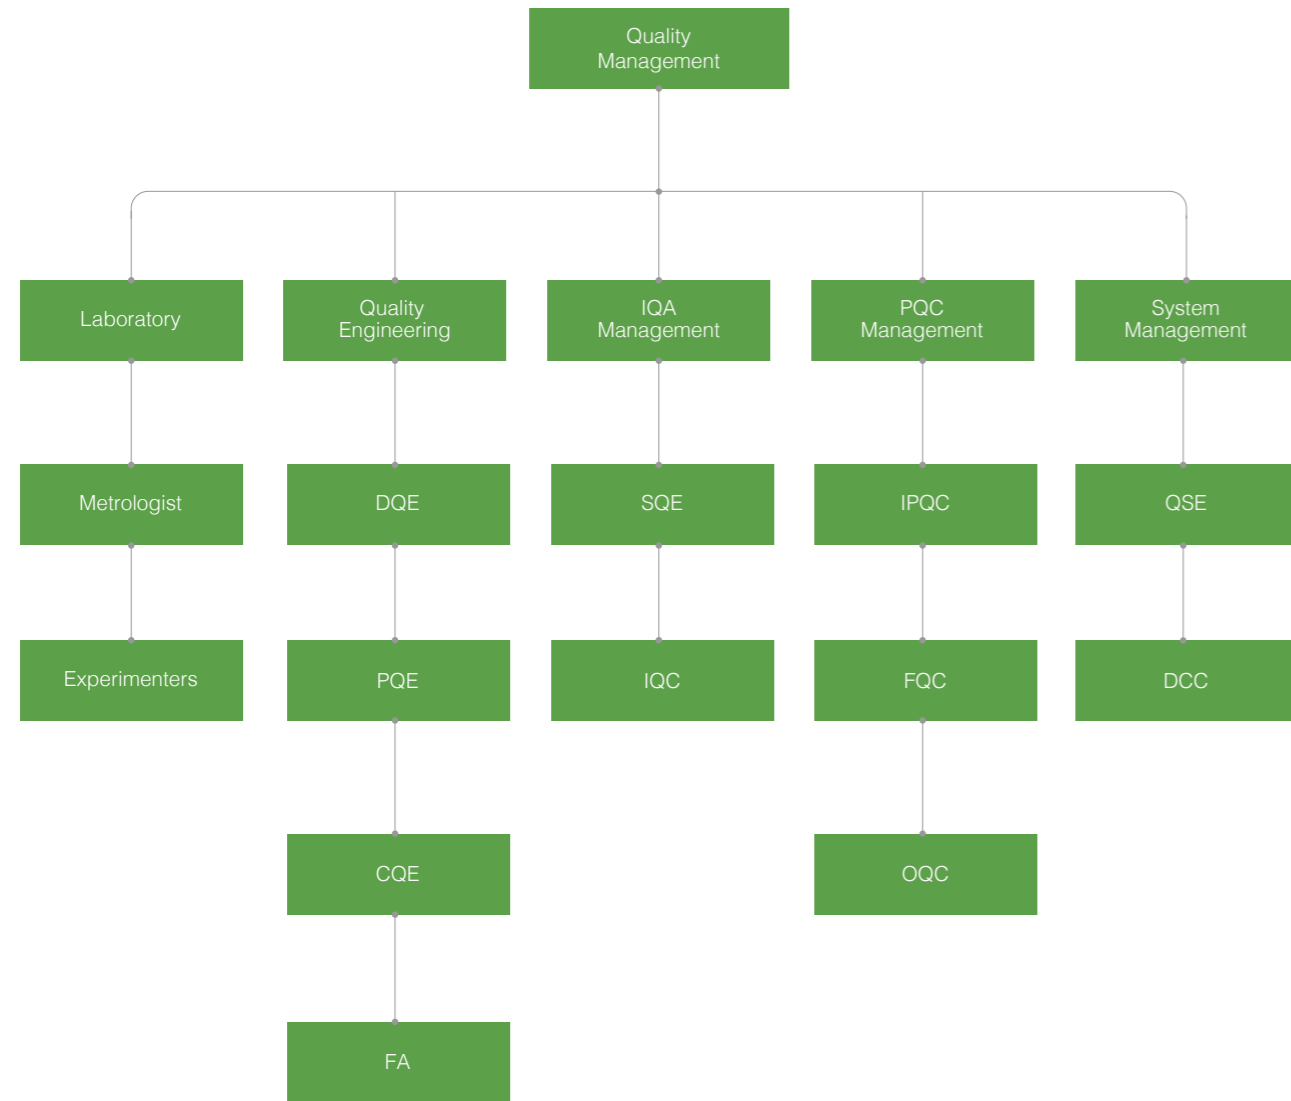 Quality
Management
Laboratory
Quality
Engineering
IQA
Management
PQC
Management
System
Management
Metrologist
DQE
SQE
IPQC
QSE
Experimenters
PQE
IQC
FQC
DCC
CQE
OQC
FA